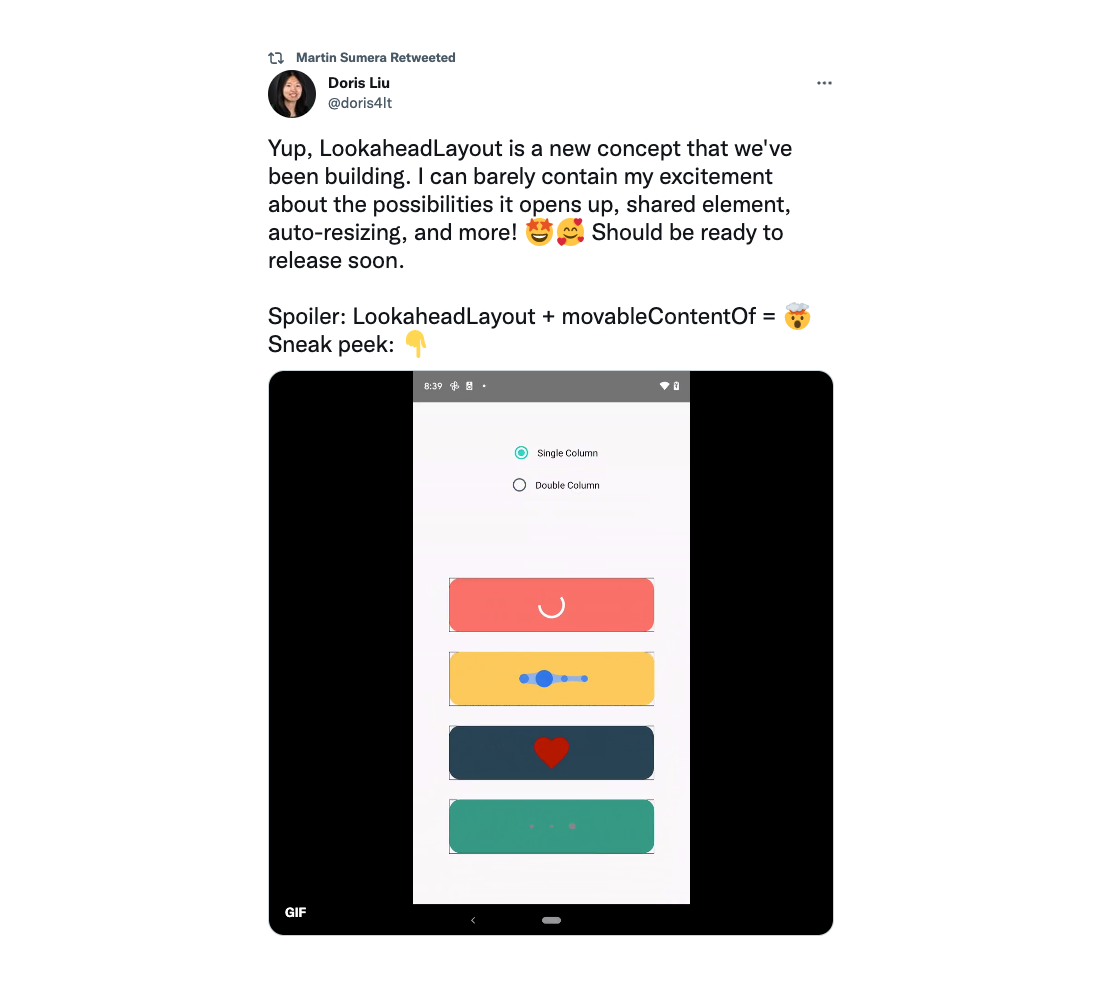 Martin Sumera Retweeted
Doris Liu
@doris4lt
Yup, LookaheadLayout is a new concept that we've
been building. I can barely contain my excitement
about the possibilities it opens up, shared element,
auto-resizing, and more! 🤩🥰 Should be ready to
release soon.
Spoiler: LookaheadLayout + movableContentOf = 🤯
Sneak peek: 👇
8:39
Single Column
Double Column
GIF